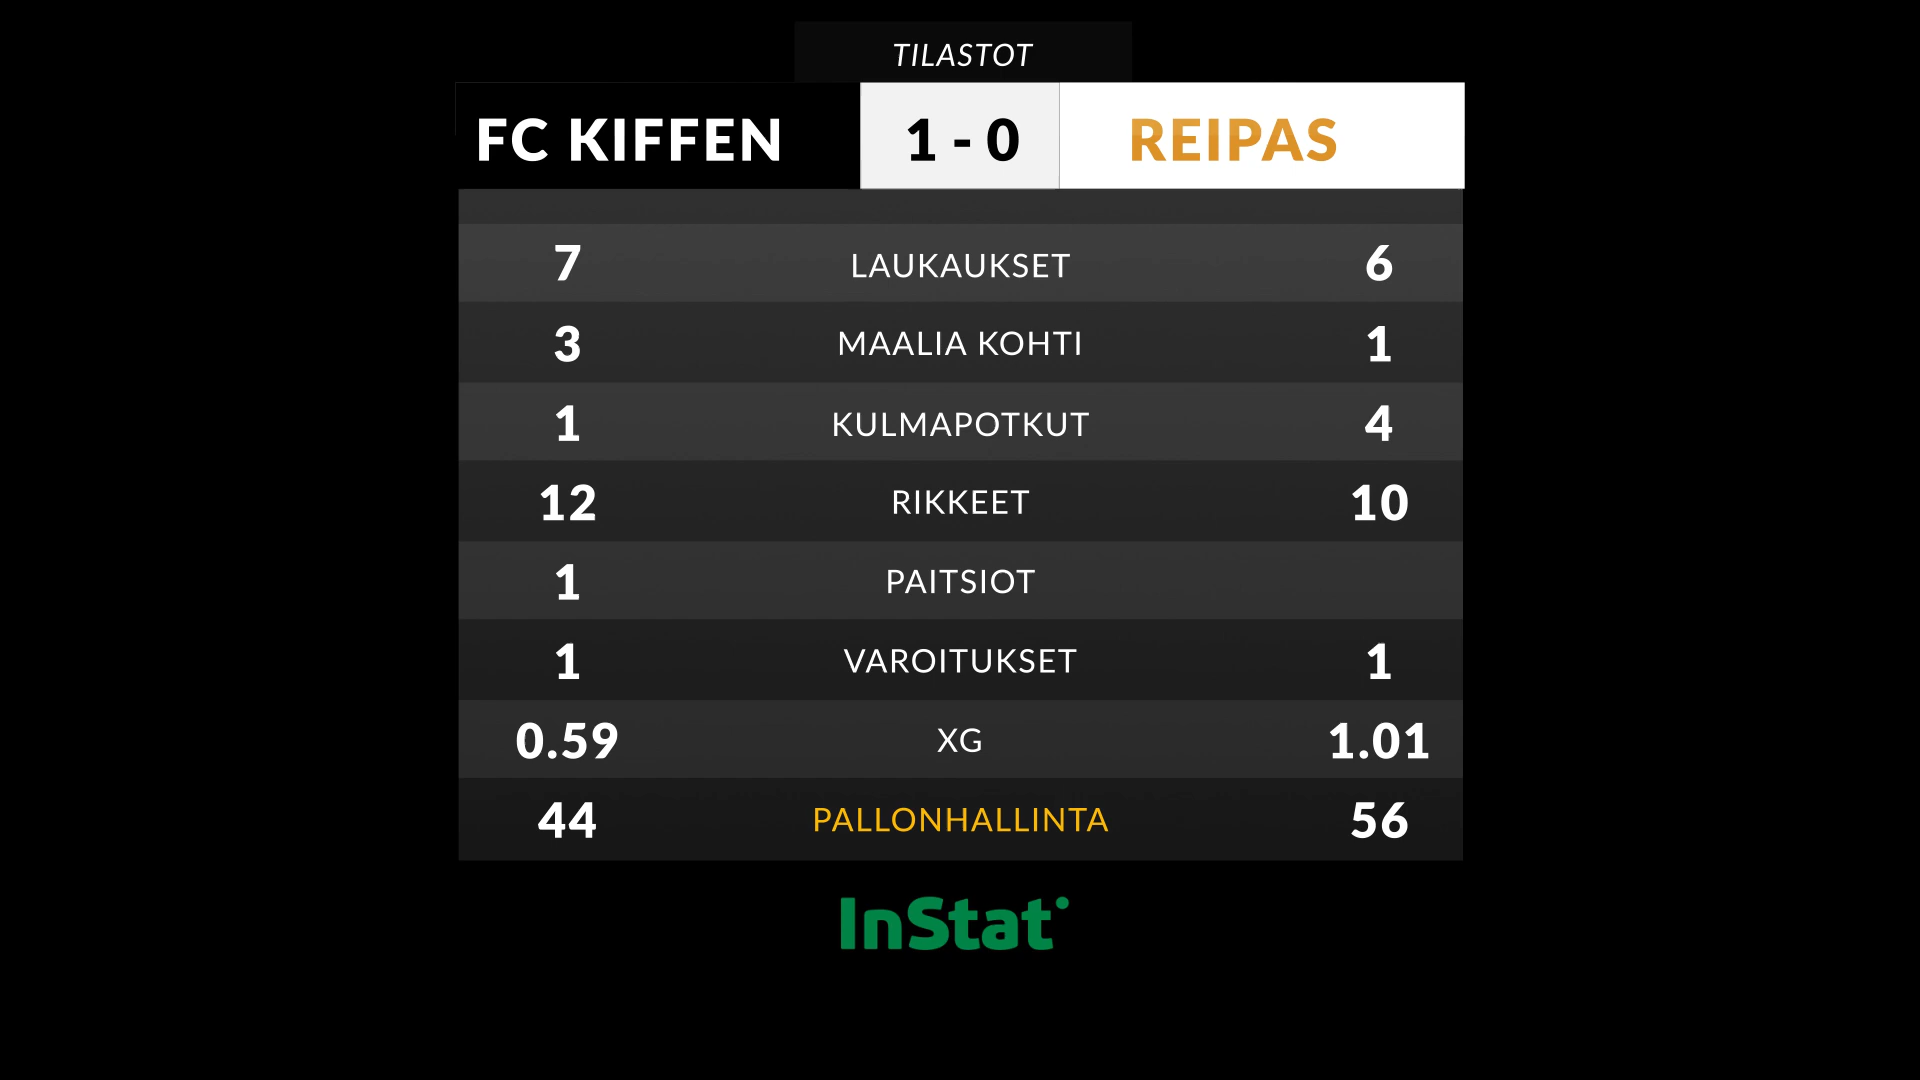 TILASTOT
FC KIFFEN 1 - 0 REIPAS
7 LAUKAUKSET 6
3 MAALIA KOHTI 1
1 KULMAPOTKUT 4
12 RIKKEET 10
1 PAITSIOT
1 VAROITUKSET 1
0.59 XG 1.01
44 PALLONHALLINTA 56
InStat